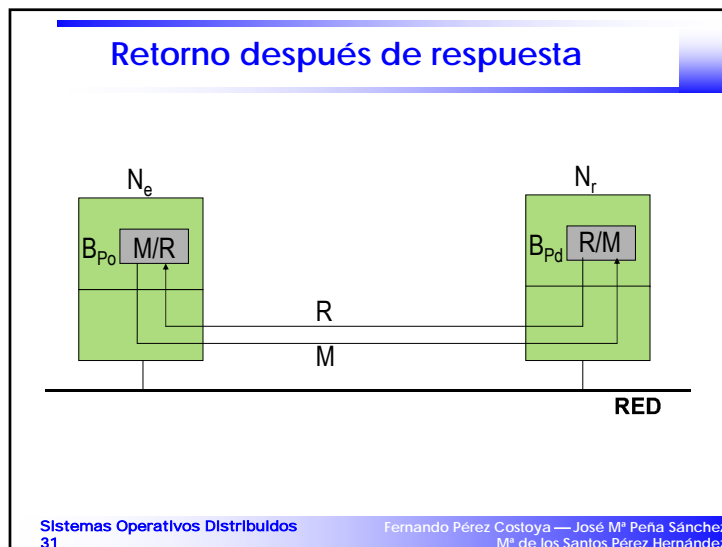 Retorno después de respuesta
Ne
Nr
BPo
M/R
BPd
R/M
R
M
RED
Sistemas Operativos Distribuidos
31
Fernando Pérez Costoya — José Mª Peña Sánchez
Mª de los Santos Pérez Hernández